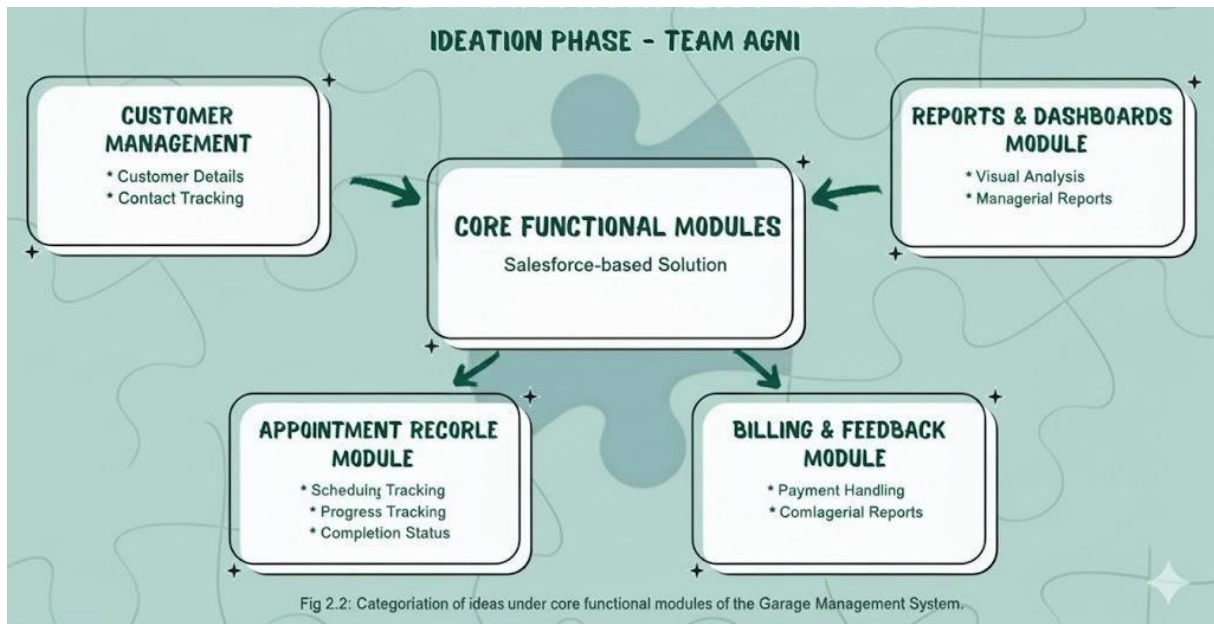 IDEATION PHASE - TEAM AGNI
CUSTOMER
MANAGEMENT
* Customer Details
* Contact Tracking
REPORTS & DASHBOARDS
MODULE
* Visual Analysis
* Managerial Reports
CORE FUNCTIONAL MODULES
Salesforce-based Solution
APPOINTMENT RECORLE
MODULE
* Scheduing Tracking
* Progress Tracking
* Completion Status
BILLING & FEEDBACK
MODULE
* Payment Handling
* Comlagerial Reports
Fig 2.2: Categoriation of ideas under core functional modules of the Garage Management System.